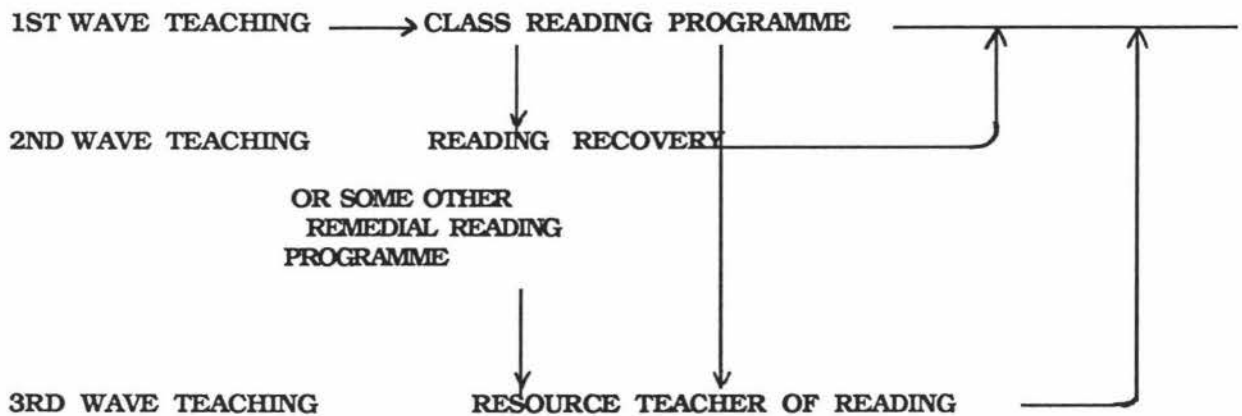 1ST WAVE TEACHING CLASS READING PROGRAMME
2ND WAVE TEACHING READING RECOVERY
OR SOME OTHER
REMEDIAL READING
PROGRAMME
3RD WAVE TEACHING RESOURCE TEACHER OF READING